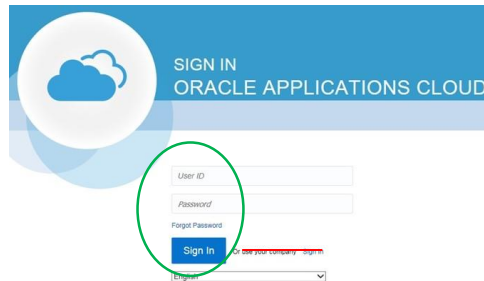 SIGN IN
ORACLE APPLICATIONS CLOUD
User ID
Password
Forgot Password
Sign In Or use your company Sign In
English